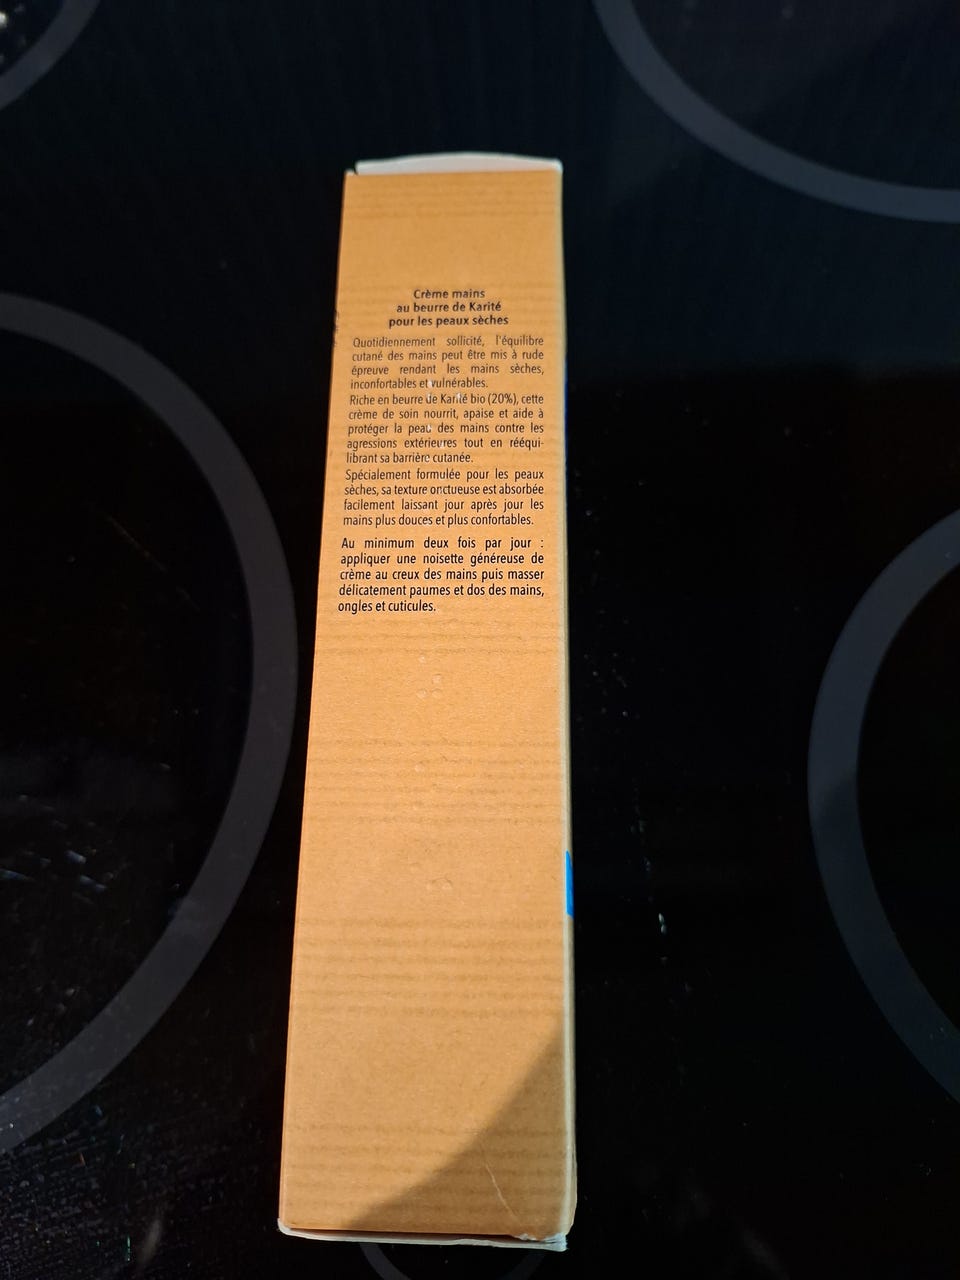 Crème mains
au beurre de Karité
pour les peaux sèches
Quotidiennement sollicité, l'équilibre
cutané des mains peut être mis à rude
épreuve rendant les mains sèches,
inconfortables et vulnérables.
Riche en beurre de Karité bio (20%), cette
crème de soin nourrit, apaise et aide à
protéger la peau des mains contre les
agressions extérieures tout en rééqui-
librant sa barrière cutanée.
Spécialement formulée pour les peaux
sèches, sa texture onctueuse est absorbée
facilement laissant jour après jour les
mains plus douces et plus confortables.
Au minimum deux fois par jour :
appliquer une noisette généreuse de
crème au creux des mains puis masser
délicatement paumes et dos des mains,
ongles et cuticules.